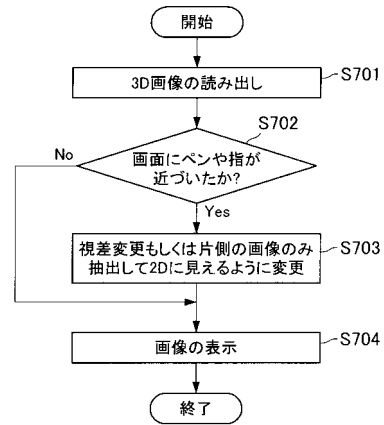 開始
3D画像の読み出し
S701
S702
画面にペンや指が
近づいたか?
No
Yes
視差変更もしくは片側の画像のみ
抽出して2Dに見えるように変更
S703
画像の表示
S704
終了